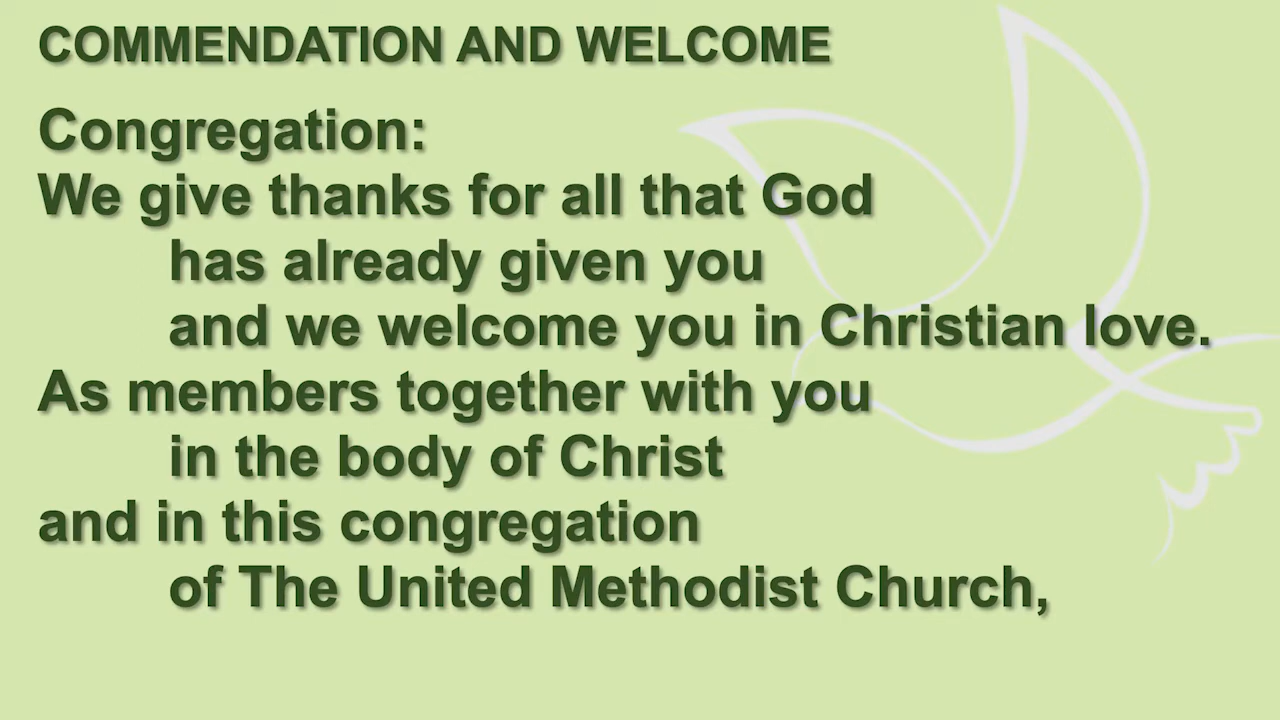 COMMENDATION AND WELCOME
Congregation:
We give thanks for all that God
has already given you
and we welcome you in Christian love.
As members together with you
in the body of Christ
and in this congregation
of The United Methodist Church,